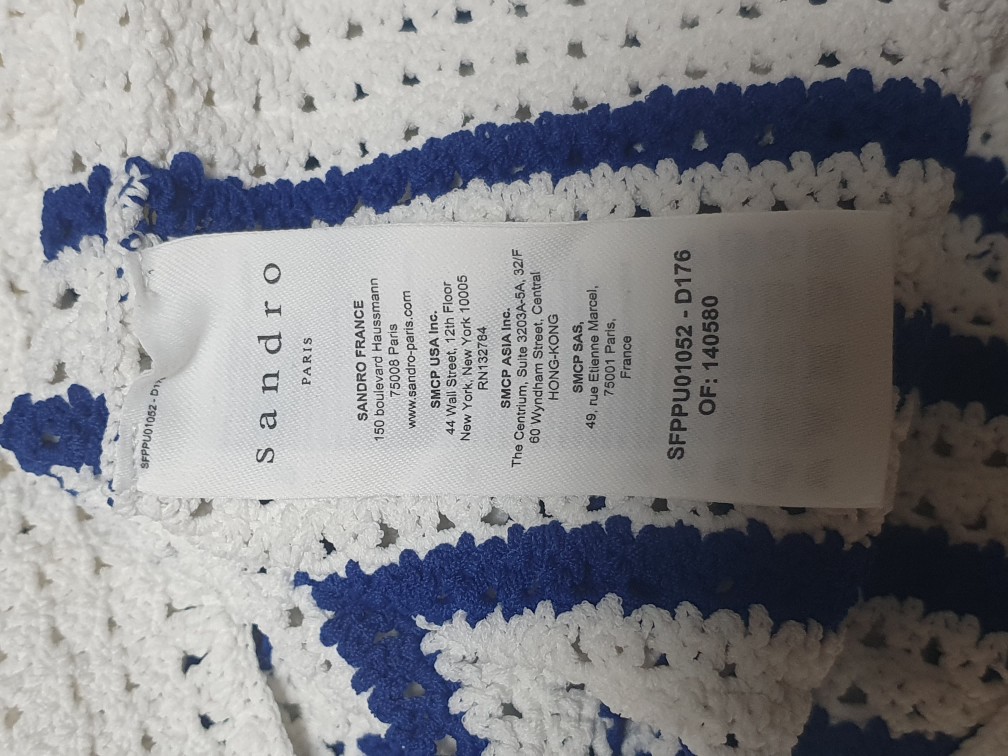 SFPPU01052 - D17
sandro
PARIS
SANDRO FRANCE
150 boulevard Haussmann
75008 Paris
www.sandro-paris.com
SMCP USA Inc.
44 Wall Street, 12th Floor
New York, New York 10005
RN132784
SMCP ASIA Inc.
The Centrium, Suite 3203A-5A, 32/F
60 Wyndham Street, Central
HONG-KONG
SMCP SAS,
49, rue Etienne Marcel,
75001 Paris,
France
SFPPU01052 - D176
OF: 140580